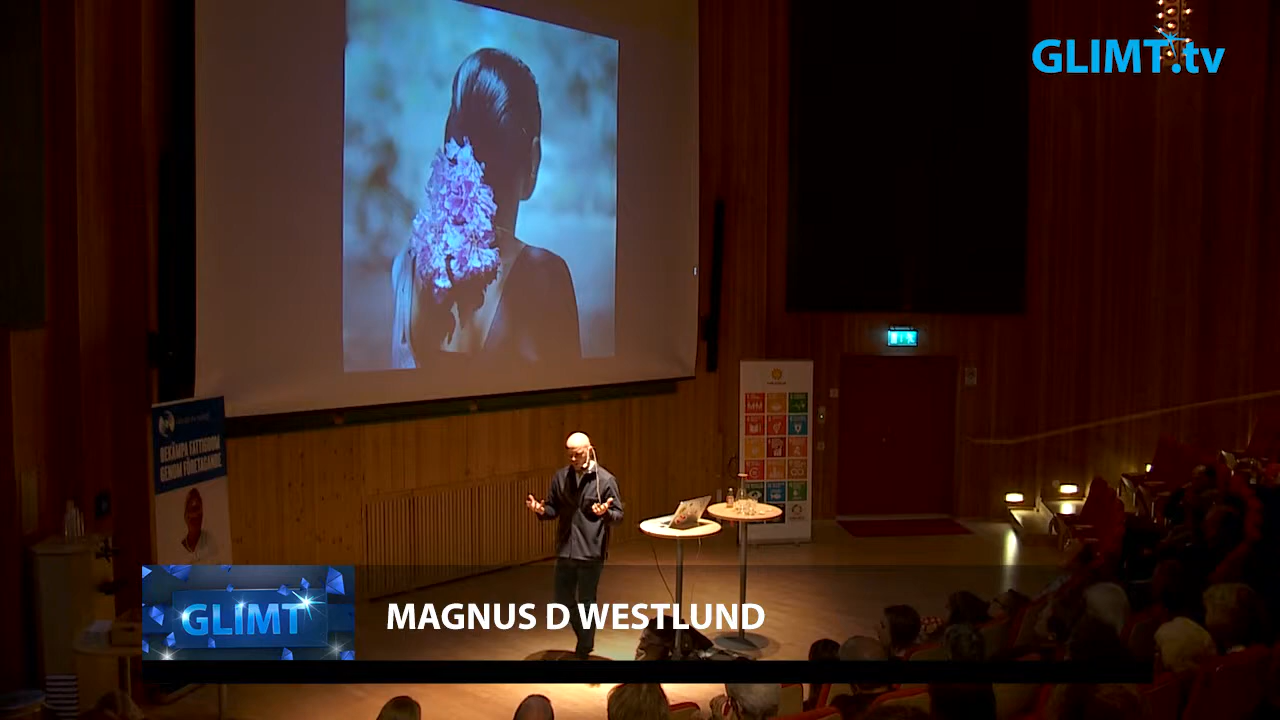 GLIMT.tv
BEKÄMPA FATTIGDOM
GENOM FÖRETAGANDE
GLIMT
MAGNUS D WESTLUND